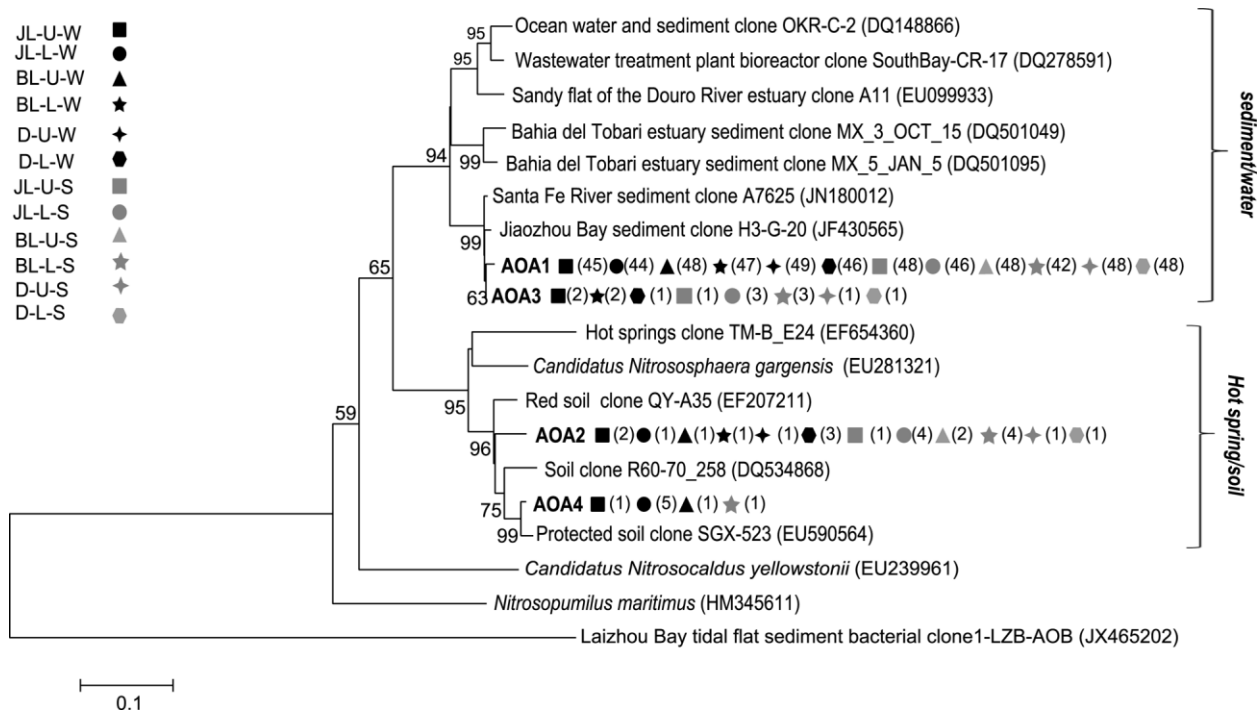 JL-U-W
JL-L-W
BL-U-W
BL-L-W
D-U-W
D-L-W
JL-U-S
JL-L-S
BL-U-S
BL-L-S
D-U-S
D-L-S
95 Ocean water and sediment clone OKR-C-2 (DQ148866)
95 Wastewater treatment plant bioreactor clone SouthBay-CR-17 (DQ278591)
Sandy flat of the Douro River estuary clone A11 (EU099933)
Bahia del Tobari estuary sediment clone MX_3_OCT_15 (DQ501049)
94 99 Bahia del Tobari estuary sediment clone MX_5_JAN_5 (DQ501095)
Santa Fe River sediment clone A7625 (JN180012)
99 Jiaozhou Bay sediment clone H3-G-20 (JF430565)
AOA1 (45) (44) (48) (47) (49) (46) (48) (46) (48) (42) (48) (48)
65
63 AOA3 (2) (2) (1) (1) (3) (3) (1) (1)
sediment/water
Hot springs clone TM-B_E24 (EF654360)
Candidatus Nitrososphaera gargensis (EU281321)
95 Red soil clone QY-A35 (EF207211)
59
96 AOA2 (2) (1) (1) (1) (1) (3) (1) (4) (2) (4) (1) (1)
Soil clone R60-70_258 (DQ534868)
75 AOA4 (1) (5) (1) (1)
99 Protected soil clone SGX-523 (EU590564)
Hot spring/soil
Candidatus Nitrosocaldus yellowstonii (EU239961)
Nitrosopumilus maritimus (HM345611)
Laizhou Bay tidal flat sediment bacterial clone1-LZB-AOB (JX465202)
0.1